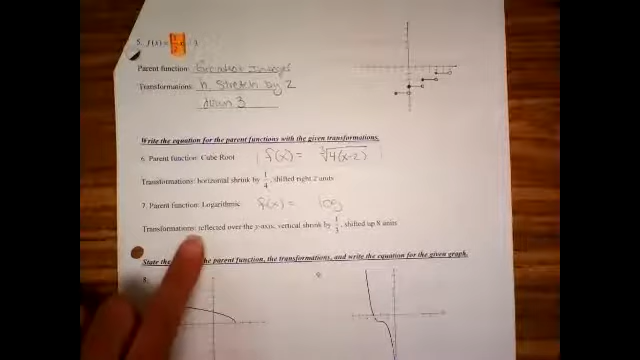 5. f(x) =
Parent function: Greatest Integer
Transformations: h. stretch by 2
down 3
Write the equation for the parent functions with the given transformations.
6. Parent function: Cube Root f(x) = ∛4(x-2)
Transformations: horizontal shrink by 1/4, shifted right 2 units
7. Parent function: Logarithmic f(x) = log
Transformations: reflected over the y-axis, vertical shrink by 1/3, shifted up 8 units
State the the parent function, the transformations, and write the equation for the given graph.
8.